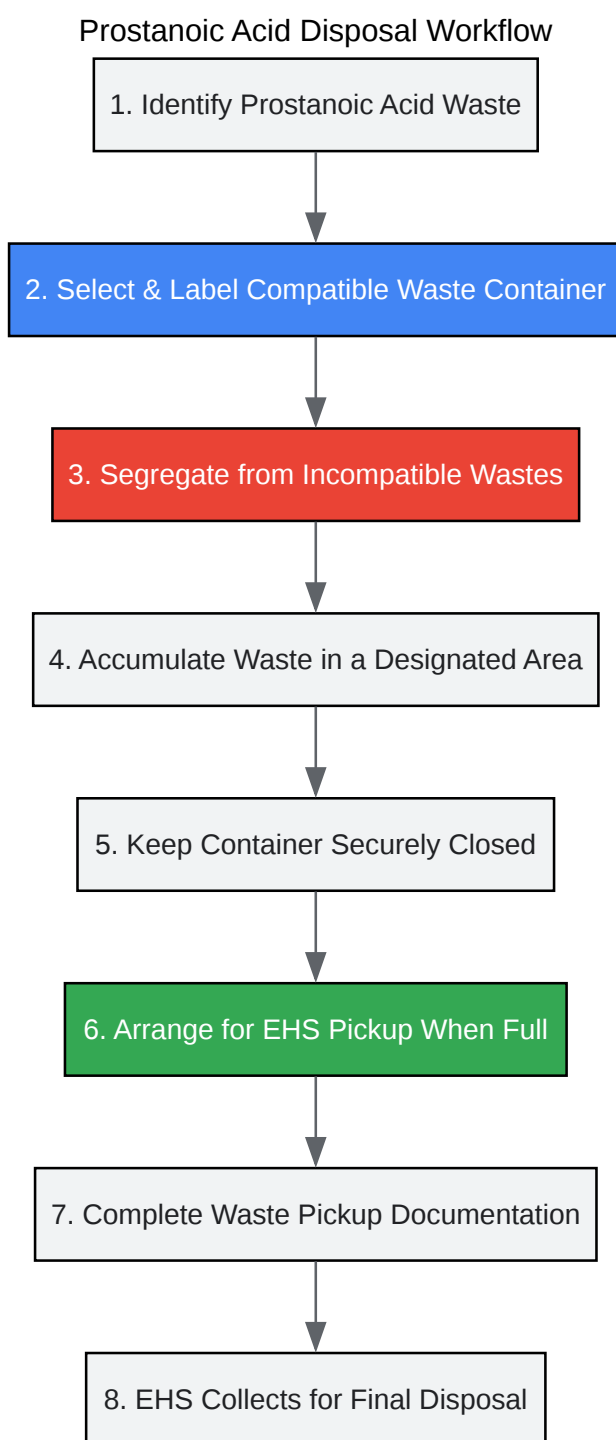 Prostanoic Acid Disposal Workflow
1. Identify Prostanoic Acid Waste
2. Select & Label Compatible Waste Container
3. Segregate from Incompatible Wastes
4. Accumulate Waste in a Designated Area
5. Keep Container Securely Closed
6. Arrange for EHS Pickup When Full
7. Complete Waste Pickup Documentation
8. EHS Collects for Final Disposal